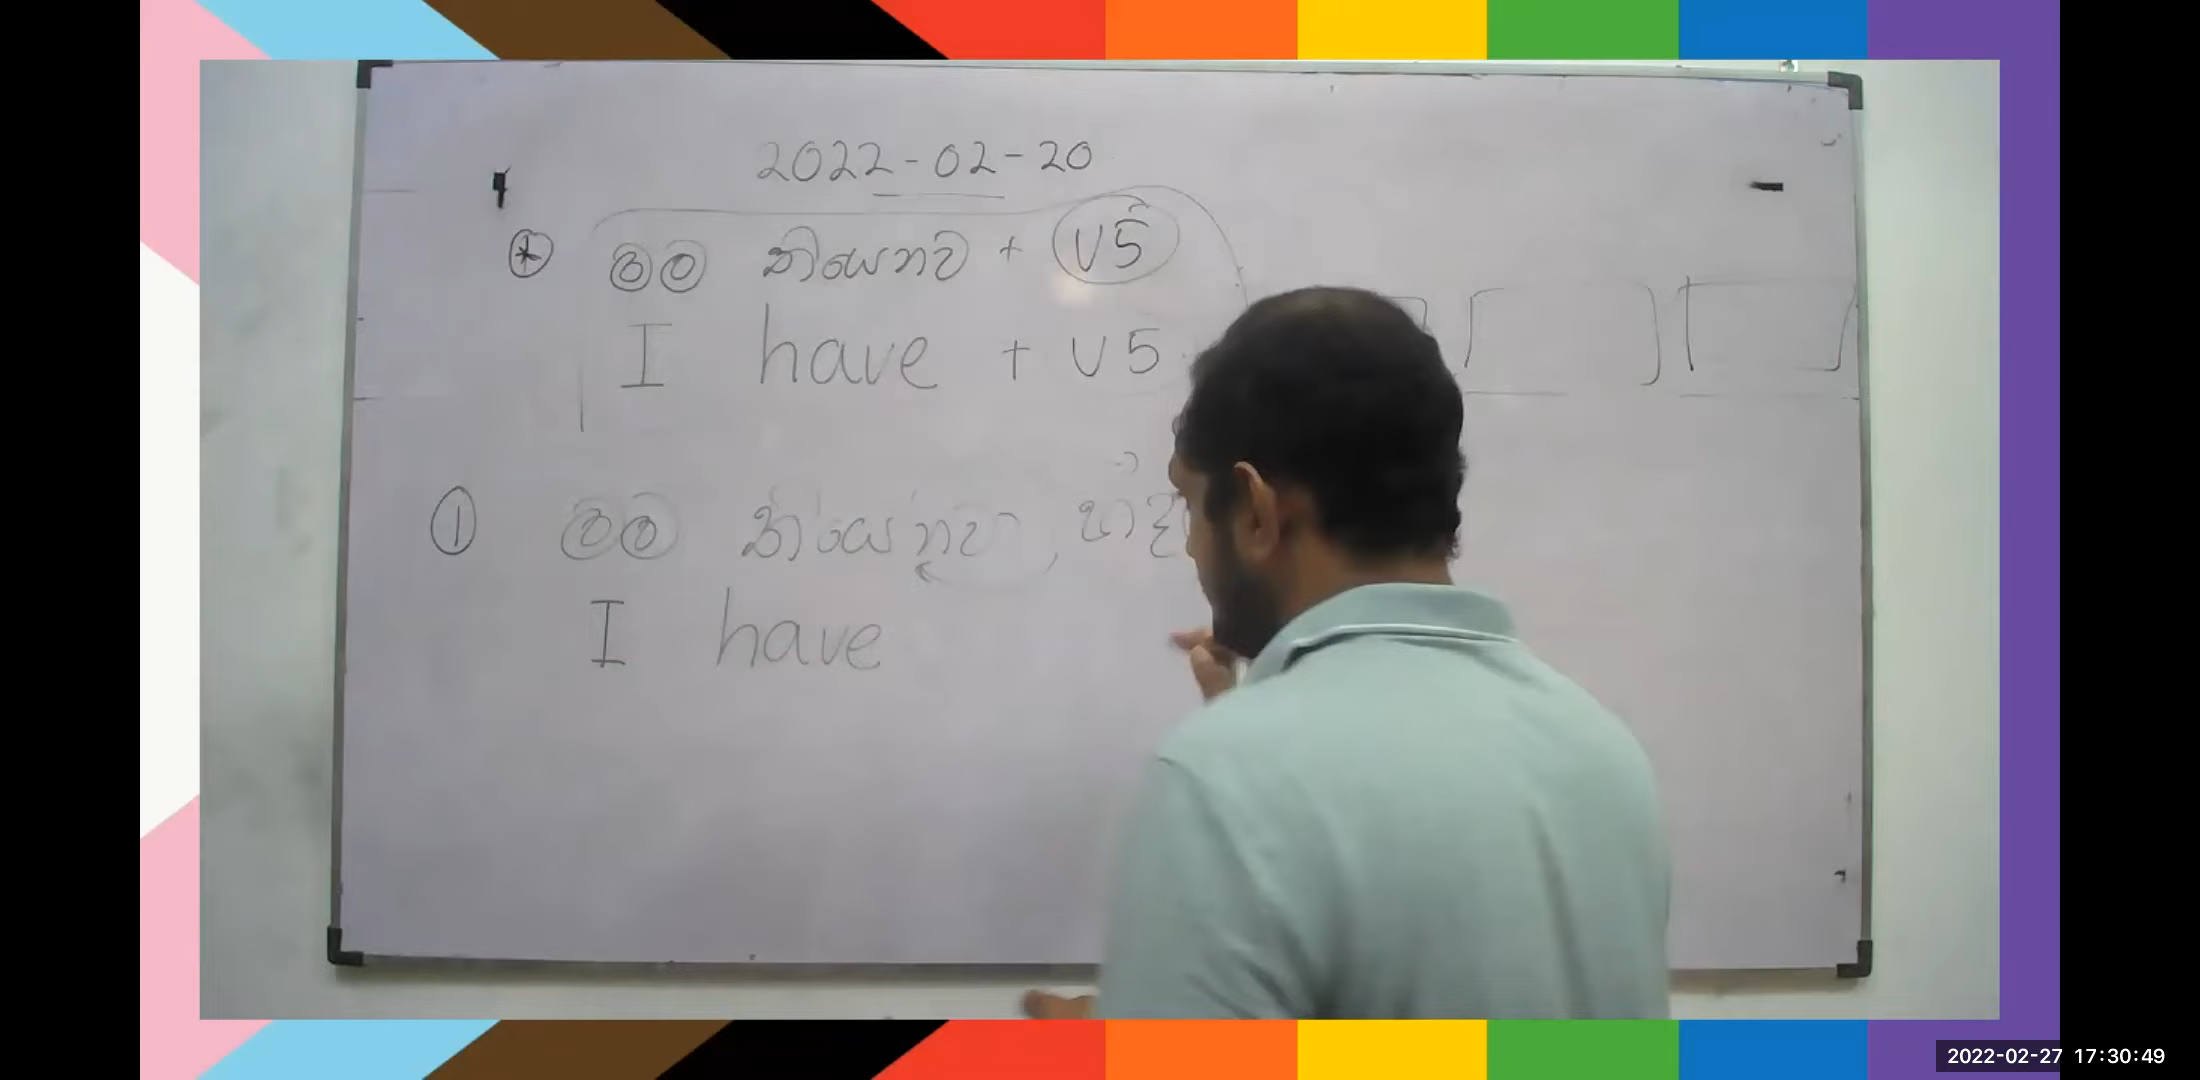 2022-02-20
* මම තියෙනව + V5
I have + V5
① මම තියෙනවා,
I have
2022-02-27 17:30:49